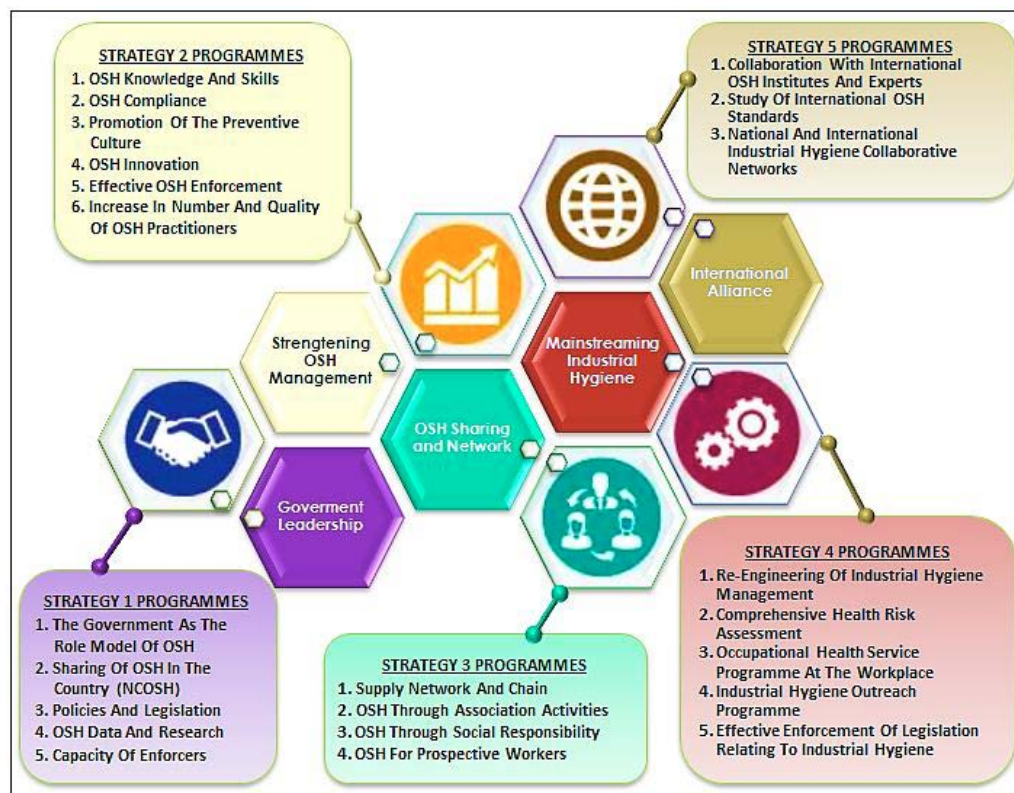 STRATEGY 2 PROGRAMMES
1. OSH Knowledge And Skills
2. OSH Compliance
3. Promotion Of The Preventive
Culture
4. OSH Innovation
5. Effective OSH Enforcement
6. Increase In Number And Quality
Of OSH Practitioners
STRATEGY 5 PROGRAMMES
1. Collaboration With International
OSH Institutes And Experts
2. Study Of International OSH
Standards
3. National And International
Industrial Hygiene Collaborative
Networks
International
Alliance
Strengtening
OSH
Management
Mainstreaming
Industrial
Hygiene
OSH Sharing
and Network
Goverment
Leadership
STRATEGY 1 PROGRAMMES
1. The Government As The
Role Model Of OSH
2. Sharing Of OSH In The
Country (NCOSH)
3. Policies And Legislation
4. OSH Data And Research
5. Capacity Of Enforcers
STRATEGY 3 PROGRAMMES
1. Supply Network And Chain
2. OSH Through Association Activities
3. OSH Through Social Responsibility
4. OSH For Prospective Workers
STRATEGY 4 PROGRAMMES
1. Re-Engineering Of Industrial Hygiene
Management
2. Comprehensive Health Risk
Assessment
3. Occupational Health Service
Programme At The Workplace
4. Industrial Hygiene Outreach
Programme
5. Effective Enforcement Of Legislation
Relating To Industrial Hygiene